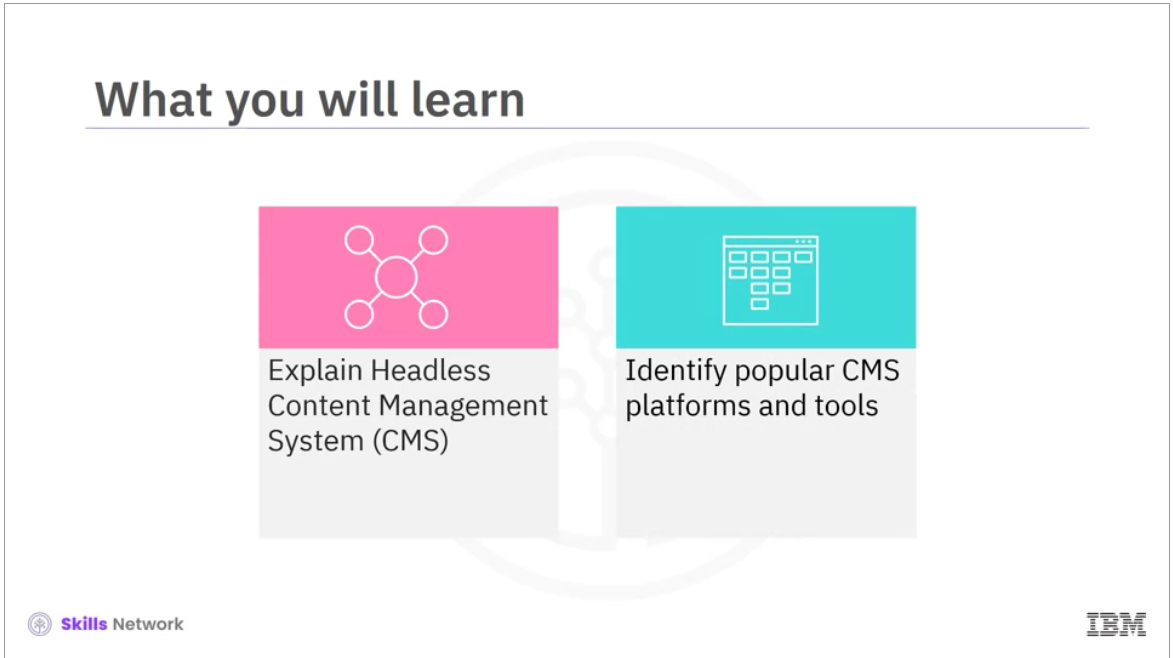 What you will learn
Explain Headless
Content Management
System (CMS)
Identify popular CMS
platforms and tools
Skills Network
IBM